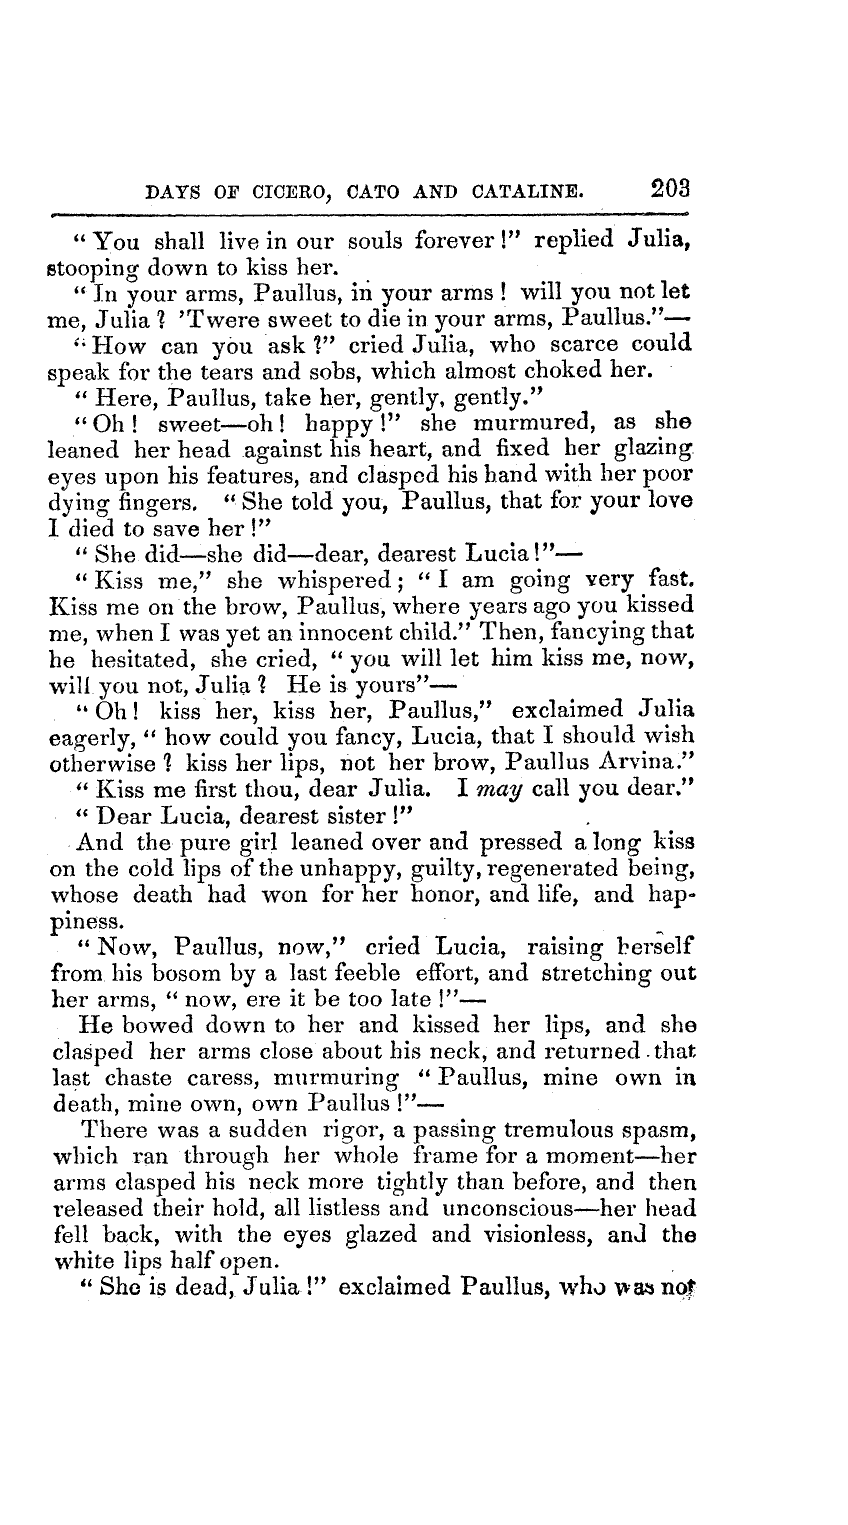 DAYS OF CICERO, CATO AND CATALINE. 203
“ You shall live in our souls forever !” replied Julia,
stooping down to kiss her.
“ In your arms, Paullus, in your arms ! will you not let
me, Julia ? ’Twere sweet to die in your arms, Paullus.”—
“ How can you ask ?” cried Julia, who scarce could
speak for the tears and sobs, which almost choked her.
“ Here, Paullus, take her, gently, gently.”
“ Oh ! sweet—oh ! happy !” she murmured, as she
leaned her head against his heart, and fixed her glazing
eyes upon his features, and clasped his hand with her poor
dying fingers. “ She told you, Paullus, that for your love
I died to save her !”
“ She did—she did—dear, dearest Lucia !”—
“ Kiss me,” she whispered ; “ I am going very fast.
Kiss me on the brow, Paullus, where years ago you kissed
me, when I was yet an innocent child.” Then, fancying that
he hesitated, she cried, “ you will let him kiss me, now,
will you not, Julia ? He is yours”—
“ Oh ! kiss her, kiss her, Paullus,” exclaimed Julia
eagerly, “ how could you fancy, Lucia, that I should wish
otherwise ? kiss her lips, not her brow, Paullus Arvina.”
“ Kiss me first thou, dear Julia. I may call you dear.”
“ Dear Lucia, dearest sister !”
And the pure girl leaned over and pressed a long kiss
on the cold lips of the unhappy, guilty, regenerated being,
whose death had won for her honor, and life, and hap-
piness.
“ Now, Paullus, now,” cried Lucia, raising herself
from his bosom by a last feeble effort, and stretching out
her arms, “ now, ere it be too late !”—
He bowed down to her and kissed her lips, and she
clasped her arms close about his neck, and returned that
last chaste caress, murmuring “ Paullus, mine own in
death, mine own, own Paullus !”—
There was a sudden rigor, a passing tremulous spasm,
which ran through her whole frame for a moment—her
arms clasped his neck more tightly than before, and then
released their hold, all listless and unconscious—her head
fell back, with the eyes glazed and visionless, and the
white lips half open.
“ She is dead, Julia !” exclaimed Paullus, who was not